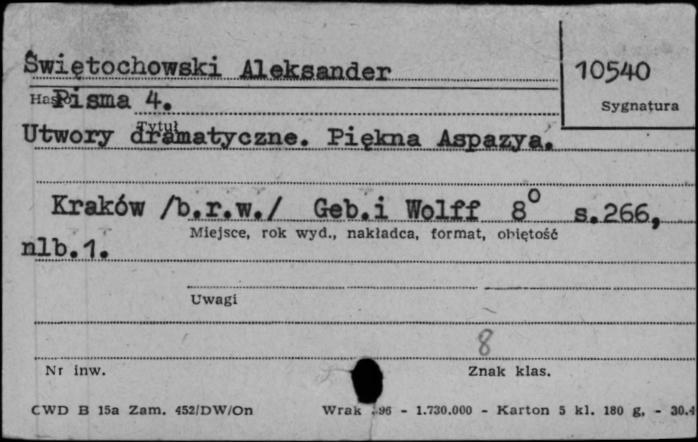 Świętochowski Aleksander
10540
Hasło
Pisma 4.
Sygnatura
Tytuł
Utwory dramatyczne. Piękna Aspazya.
Kraków /b.r.w./ Geb.i Wolff 8° s.266,
Miejsce, rok wyd., nakładca, format, objętość
nlb.1.
Uwagi
8
Nr inw.
Znak klas.
CWD B 15a Zam. 452/DW/On
Wrak 96 - 1.730.000 - Karton 5 kl. 180 g. - 30.4